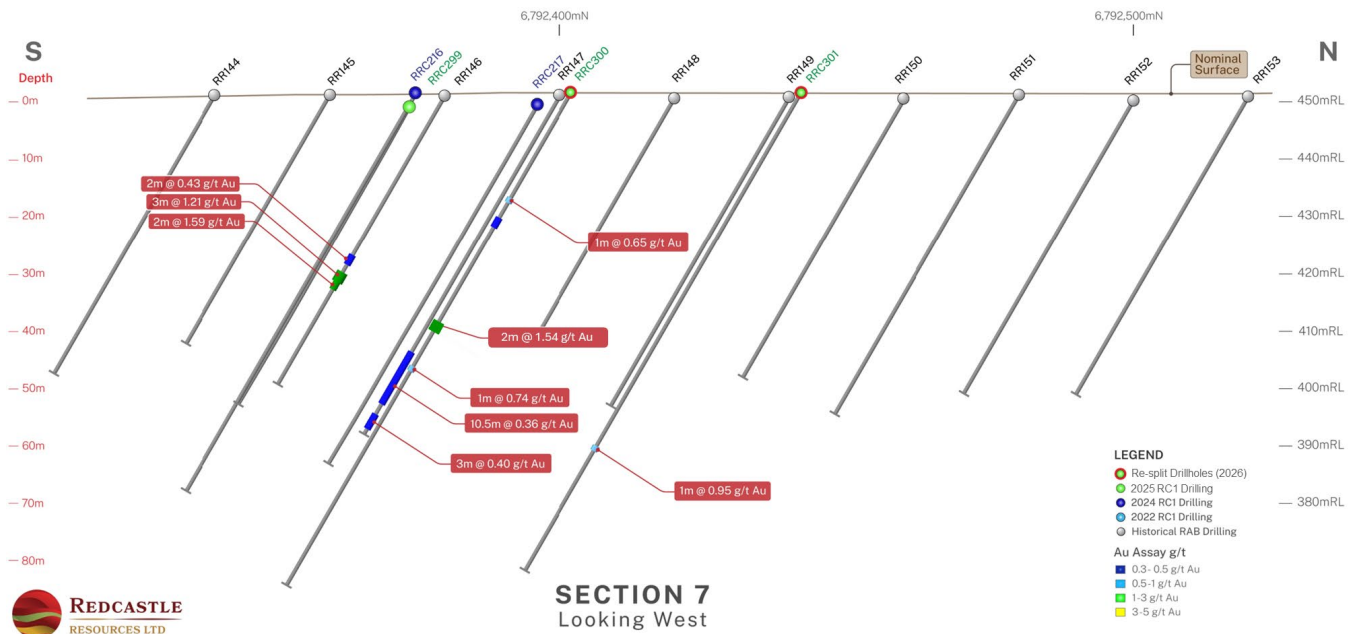 6,792,400mN
6,792,500mN
S
N
Depth
RR144
RR145
RRC216
RRC299
RR146
RRC217
RR147
RRC300
RR148
RR149
RRC301
RR150
RR151
RR152
RR153
Nominal
Surface
0m
10m
20m
30m
40m
50m
60m
70m
80m
450mRL
440mRL
430mRL
420mRL
410mRL
400mRL
390mRL
380mRL
2m @ 0.43 g/t Au
3m @ 1.21 g/t Au
2m @ 1.59 g/t Au
1m @ 0.65 g/t Au
2m @ 1.54 g/t Au
1m @ 0.74 g/t Au
10.5m @ 0.36 g/t Au
3m @ 0.40 g/t Au
1m @ 0.95 g/t Au
LEGEND
Re-split Drillholes (2026)
2025 RC1 Drilling
2024 RC1 Drilling
2022 RC1 Drilling
Historical RAB Drilling
Au Assay g/t
0.3- 0.5 g/t Au
0.5-1 g/t Au
1-3 g/t Au
3-5 g/t Au
SECTION 7
Looking West
REDCASTLE
RESOURCES LTD